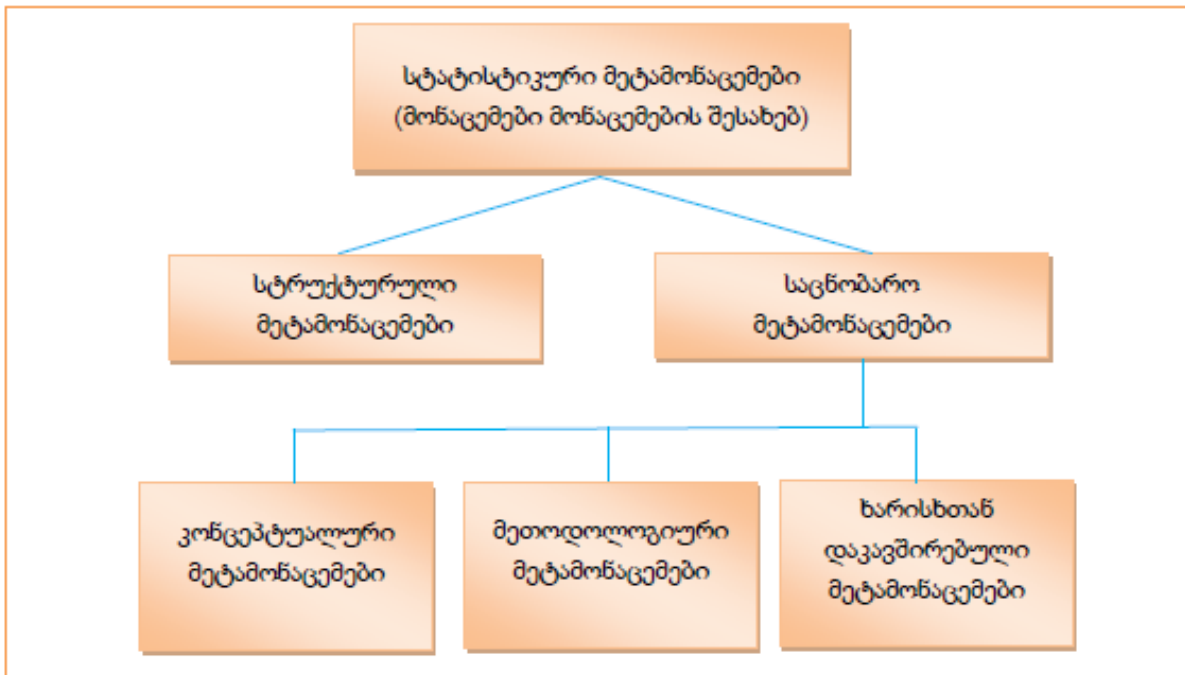 სტატისტიკური მეტამონაცემები
(მონაცემები მონაცემების შესახებ)
სტრუქტურული
მეტამონაცემები
საცნობარო
მეტამონაცემები
კონცეპტუალური
მეტამონაცემები
მეთოდოლოგიური
მეტამონაცემები
ხარისხთან
დაკავშირებული
მეტამონაცემები